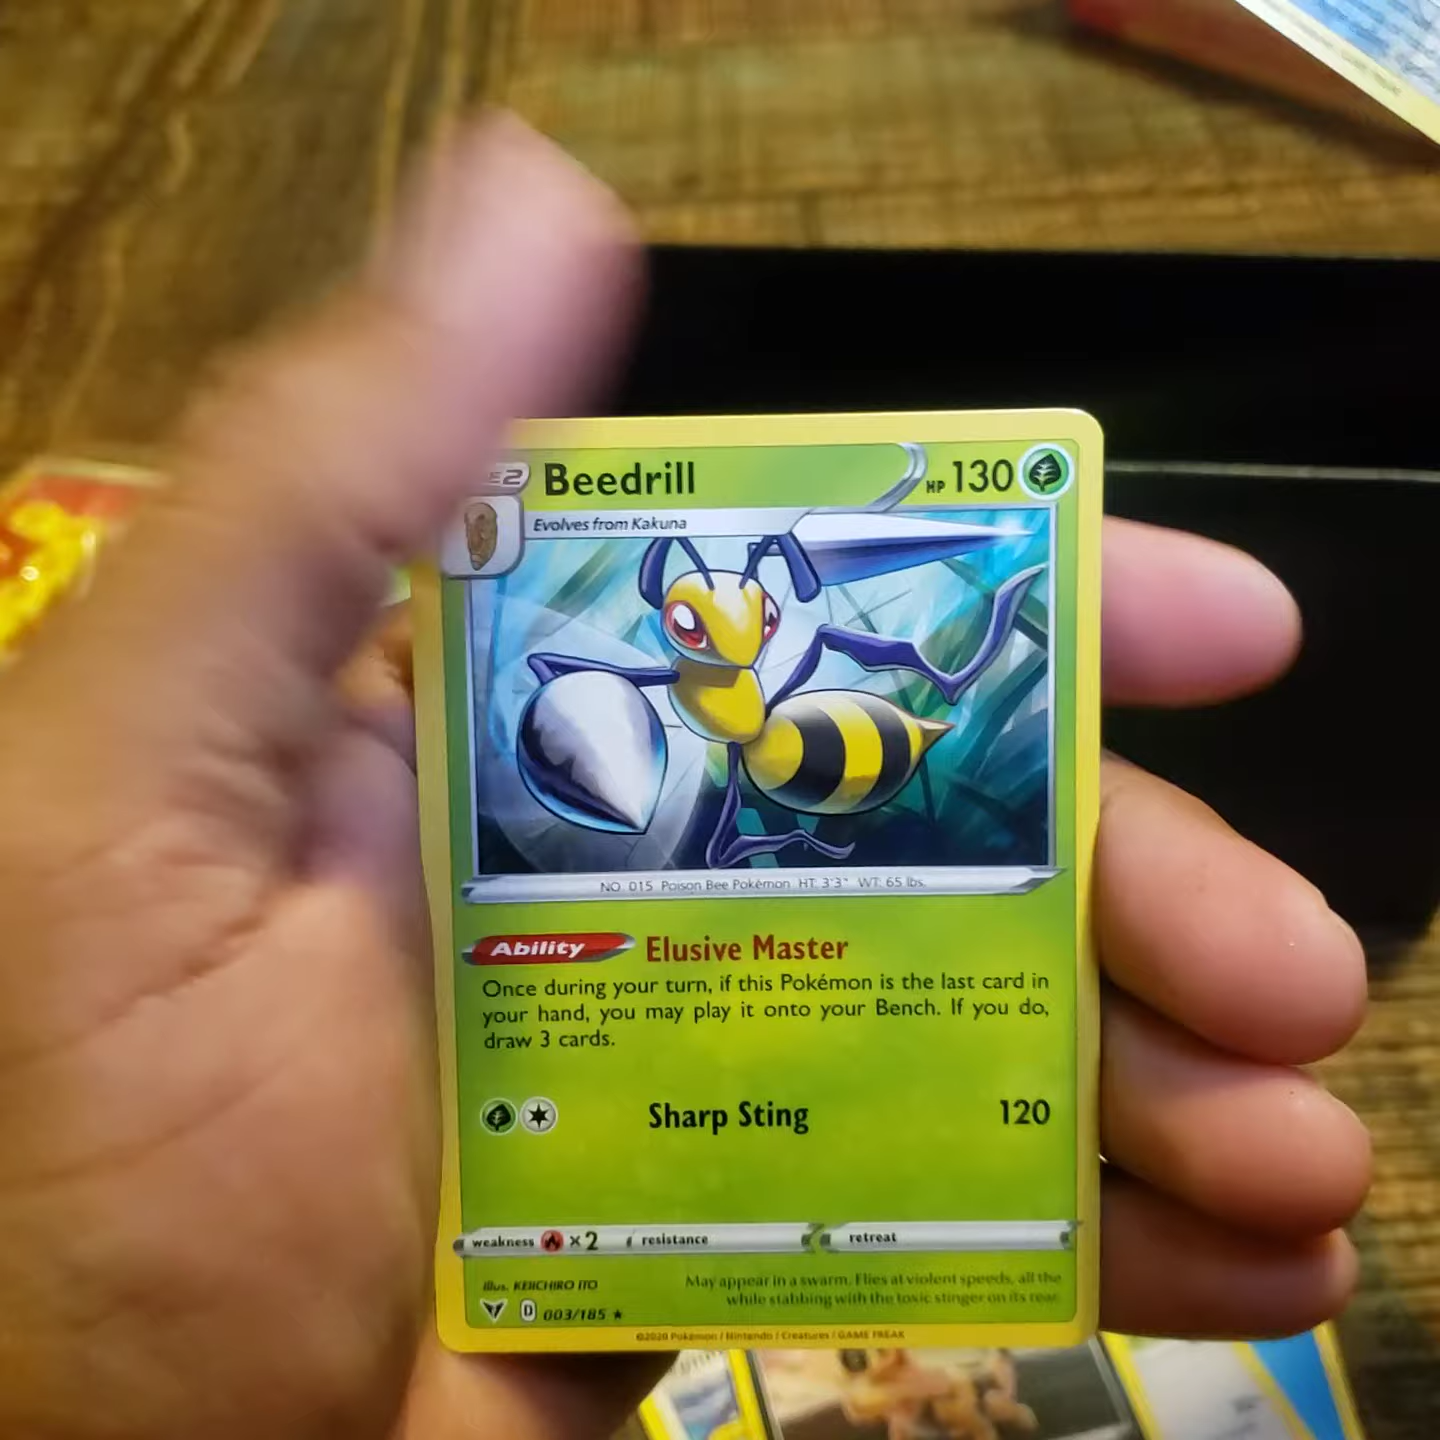 E2 Beedrill HP 130
Evolves from Kakuna
NO. 015 Poison Bee Pokémon HT: 3'3" WT: 65 lbs.
Ability Elusive Master
Once during your turn, if this Pokémon is the last card in
your hand, you may play it onto your Bench. If you do,
draw 3 cards.
Sharp Sting 120
weakness ×2 resistance retreat
Illus. KEIICHIRO ITO
May appear in a swarm. Flies at violent speeds, all the
while stabbing with the toxic stinger on its rear.
D 003/185 ★
©2020 Pokémon / Nintendo / Creatures / GAME FREAK